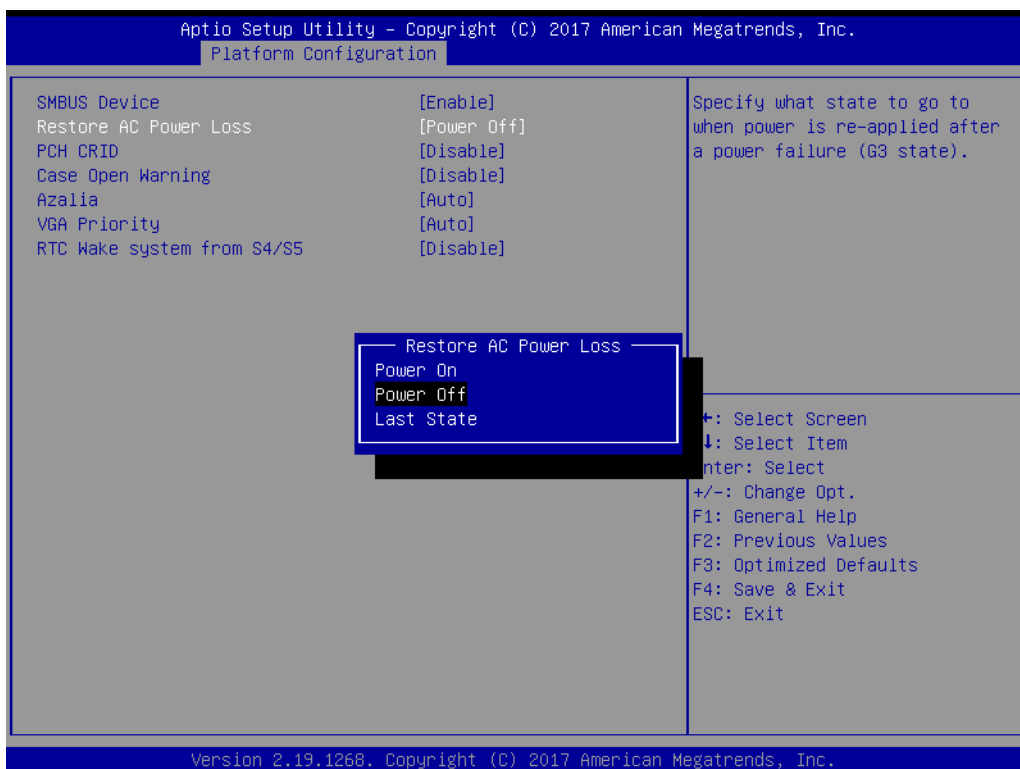 Aptio Setup Utility – Copyright (C) 2017 American Megatrends, Inc.
Platform Configuration
SMBUS Device [Enable]
Restore AC Power Loss [Power Off]
PCH CRID [Disable]
Case Open Warning [Disable]
Azalia [Auto]
VGA Priority [Auto]
RTC Wake system from S4/S5 [Disable]
Specify what state to go to
when power is re-applied after
a power failure (G3 state).
Restore AC Power Loss
Power On
Power Off
Last State
: Select Screen
: Select Item
nter: Select
+/-: Change Opt.
F1: General Help
F2: Previous Values
F3: Optimized Defaults
F4: Save & Exit
ESC: Exit
Version 2.19.1268. Copyright (C) 2017 American Megatrends, Inc.